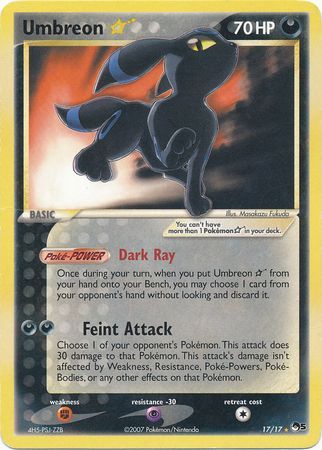 Umbreon ☆
70 HP
Illus. Masakazu Fukuda
BASIC
You can't have
more than 1 Pokémon ☆ in your deck.
Poké-POWER Dark Ray
Once during your turn, when you put Umbreon ☆ from
your hand onto your Bench, you may choose 1 card from
your opponent's hand without looking and discard it.
Feint Attack
Choose 1 of your opponent's Pokémon. This attack does
30 damage to that Pokémon. This attack's damage isn't
affected by Weakness, Resistance, Poké-Powers, Poké-
Bodies, or any other effects on that Pokémon.
weakness resistance -30 retreat cost
4H5-PSJ-ZZB ©2007 Pokémon/Nintendo 17/17 ★ 5